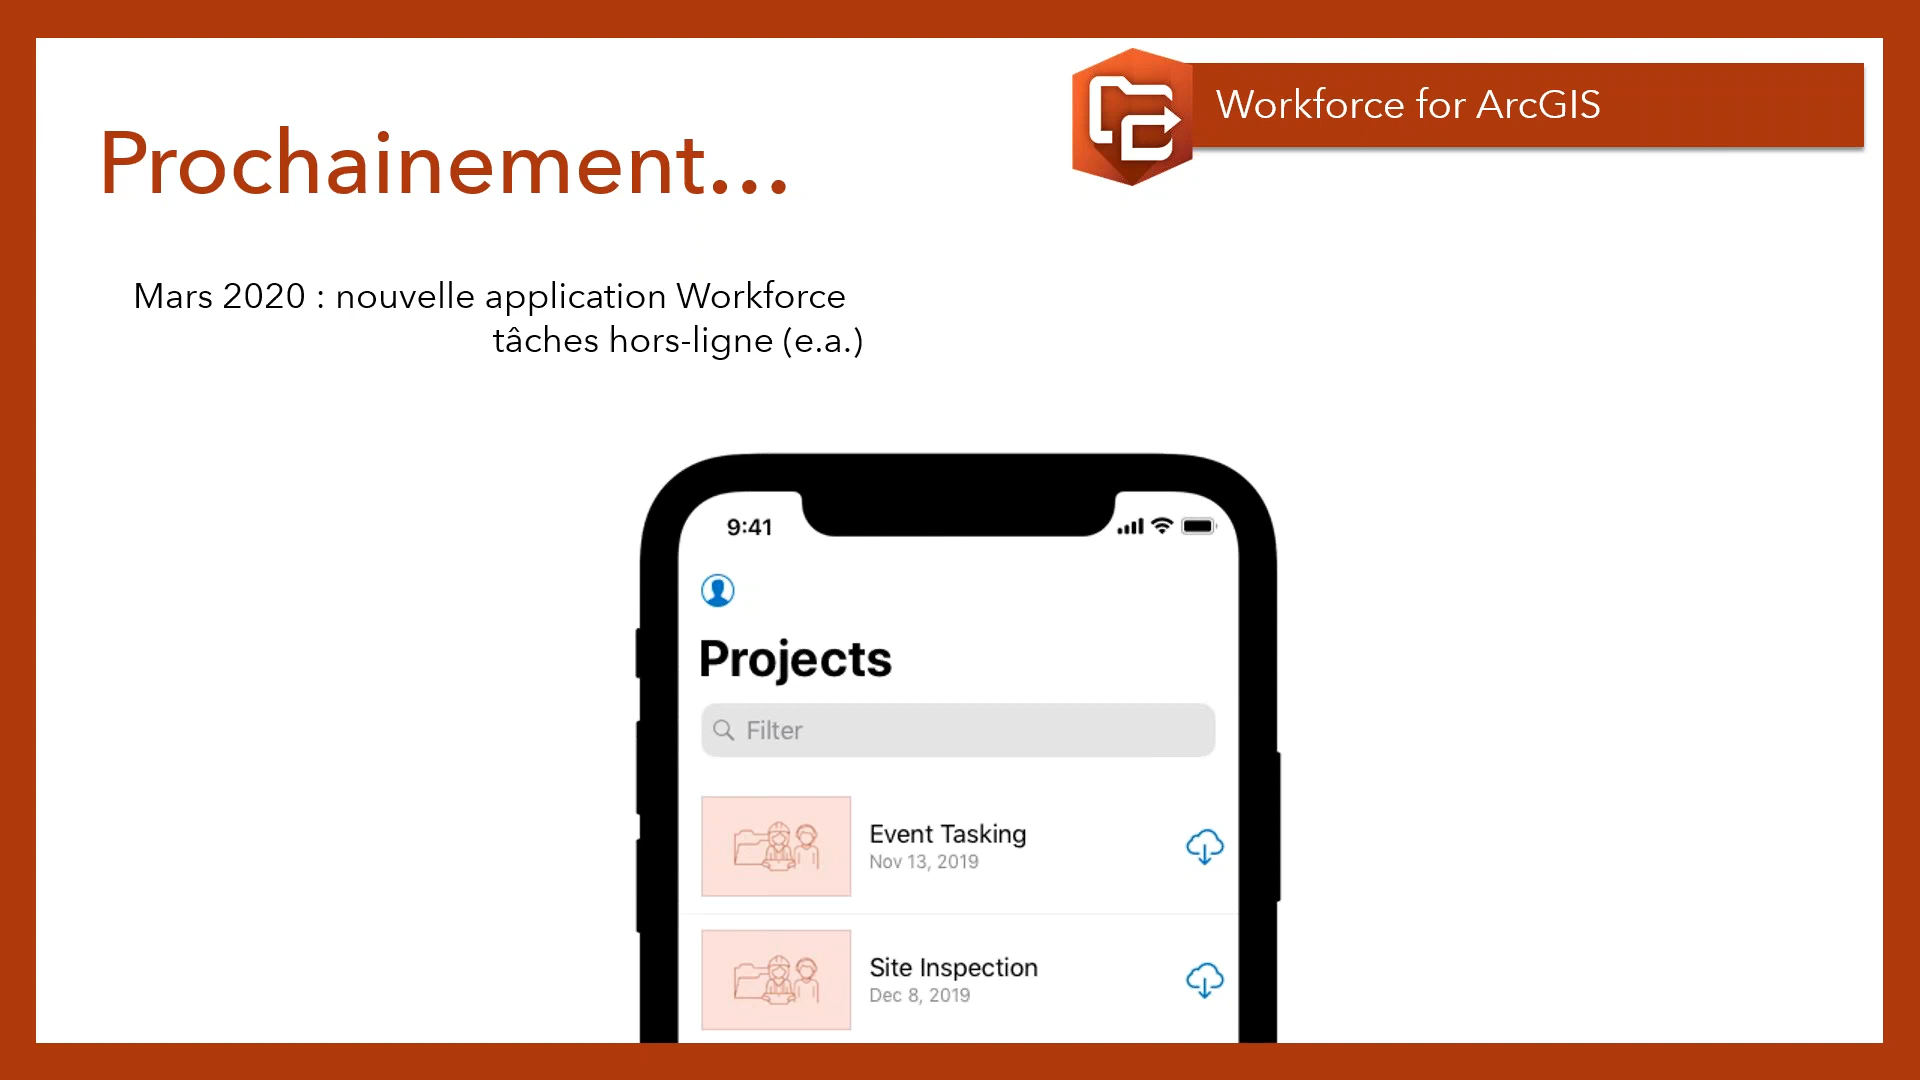 Workforce for ArcGIS
Prochainement...
Mars 2020 : nouvelle application Workforce
tâches hors-ligne (e.a.)
9:41
Projects
Filter
Event Tasking
Nov 13, 2019
Site Inspection
Dec 8, 2019